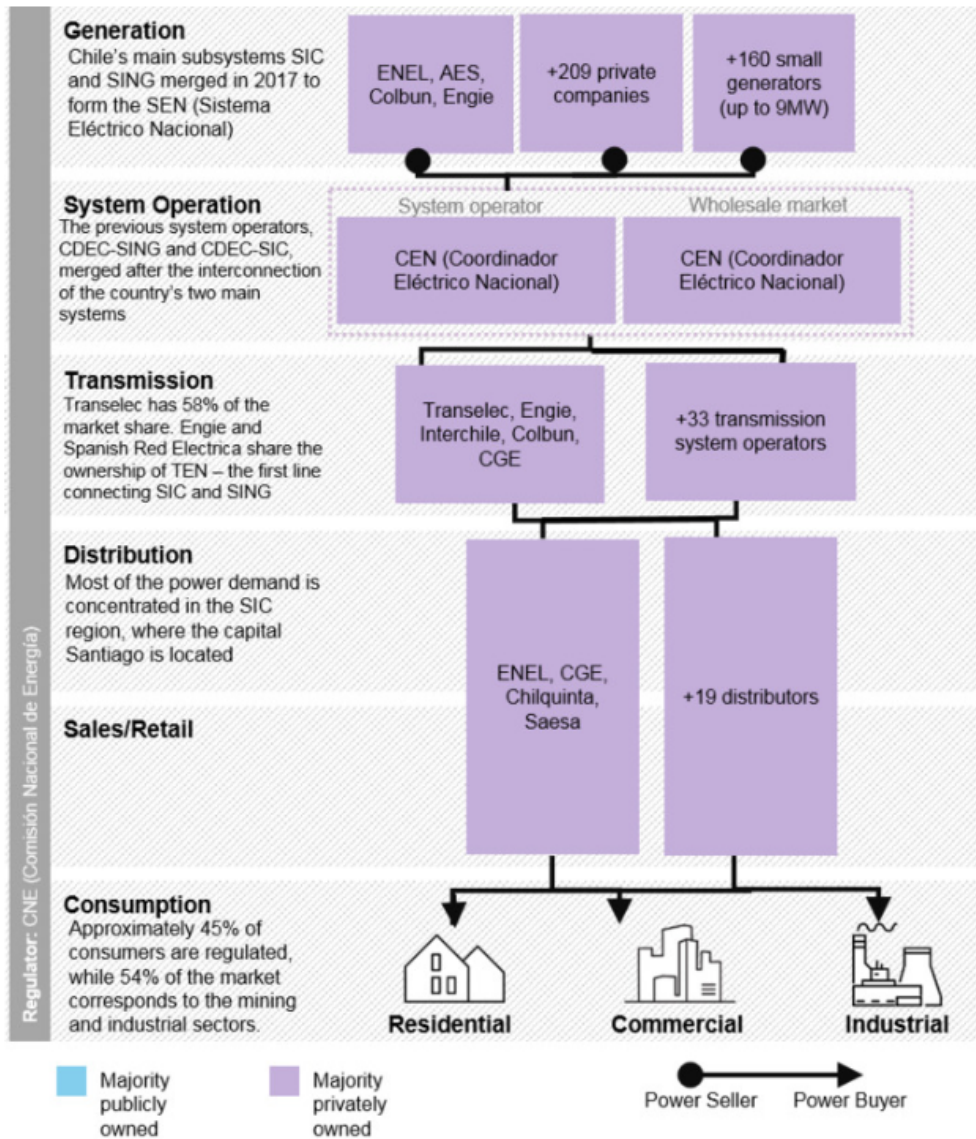 Generation
Chile's main subsystems SIC
and SING merged in 2017 to
form the SEN (Sistema
Eléctrico Nacional)
ENEL, AES,
Colbun, Engie
+209 private
companies
+160 small
generators
(up to 9MW)
System Operation
The previous system operators,
CDEC-SING and CDEC-SIC,
merged after the interconnection
of the country's two main
systems
System operator
CEN (Coordinador
Eléctrico Nacional)
Wholesale market
CEN (Coordinador
Eléctrico Nacional)
Transmission
Transelec has 58% of the
market share. Engie and
Spanish Red Electrica share the
ownership of TEN – the first line
connecting SIC and SING
Transelec, Engie,
Interchile, Colbun,
CGE
+33 transmission
system operators
Distribution
Most of the power demand is
concentrated in the SIC
region, where the capital
Santiago is located
ENEL, CGE,
Chilquinta,
Saesa
+19 distributors
Sales/Retail
Consumption
Approximately 45% of
consumers are regulated,
while 54% of the market
corresponds to the mining
and industrial sectors.
Residential
Commercial
Industrial
Regulator: CNE (Comisión Nacional de Energía)
Majority
publicly
owned
Majority
privately
owned
Power Seller
Power Buyer